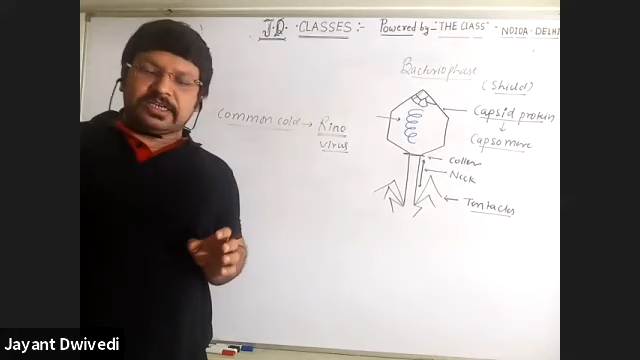 J.D. CLASSES :- Powered by :- "THE CLASS" - NOIDA - DELHI
Bacteriophase
(Shield)
Common cold → Rino
virus
Capsid protein
↓
Capsomere
Coller
Neck
Tentacles
Jayant Dwivedi